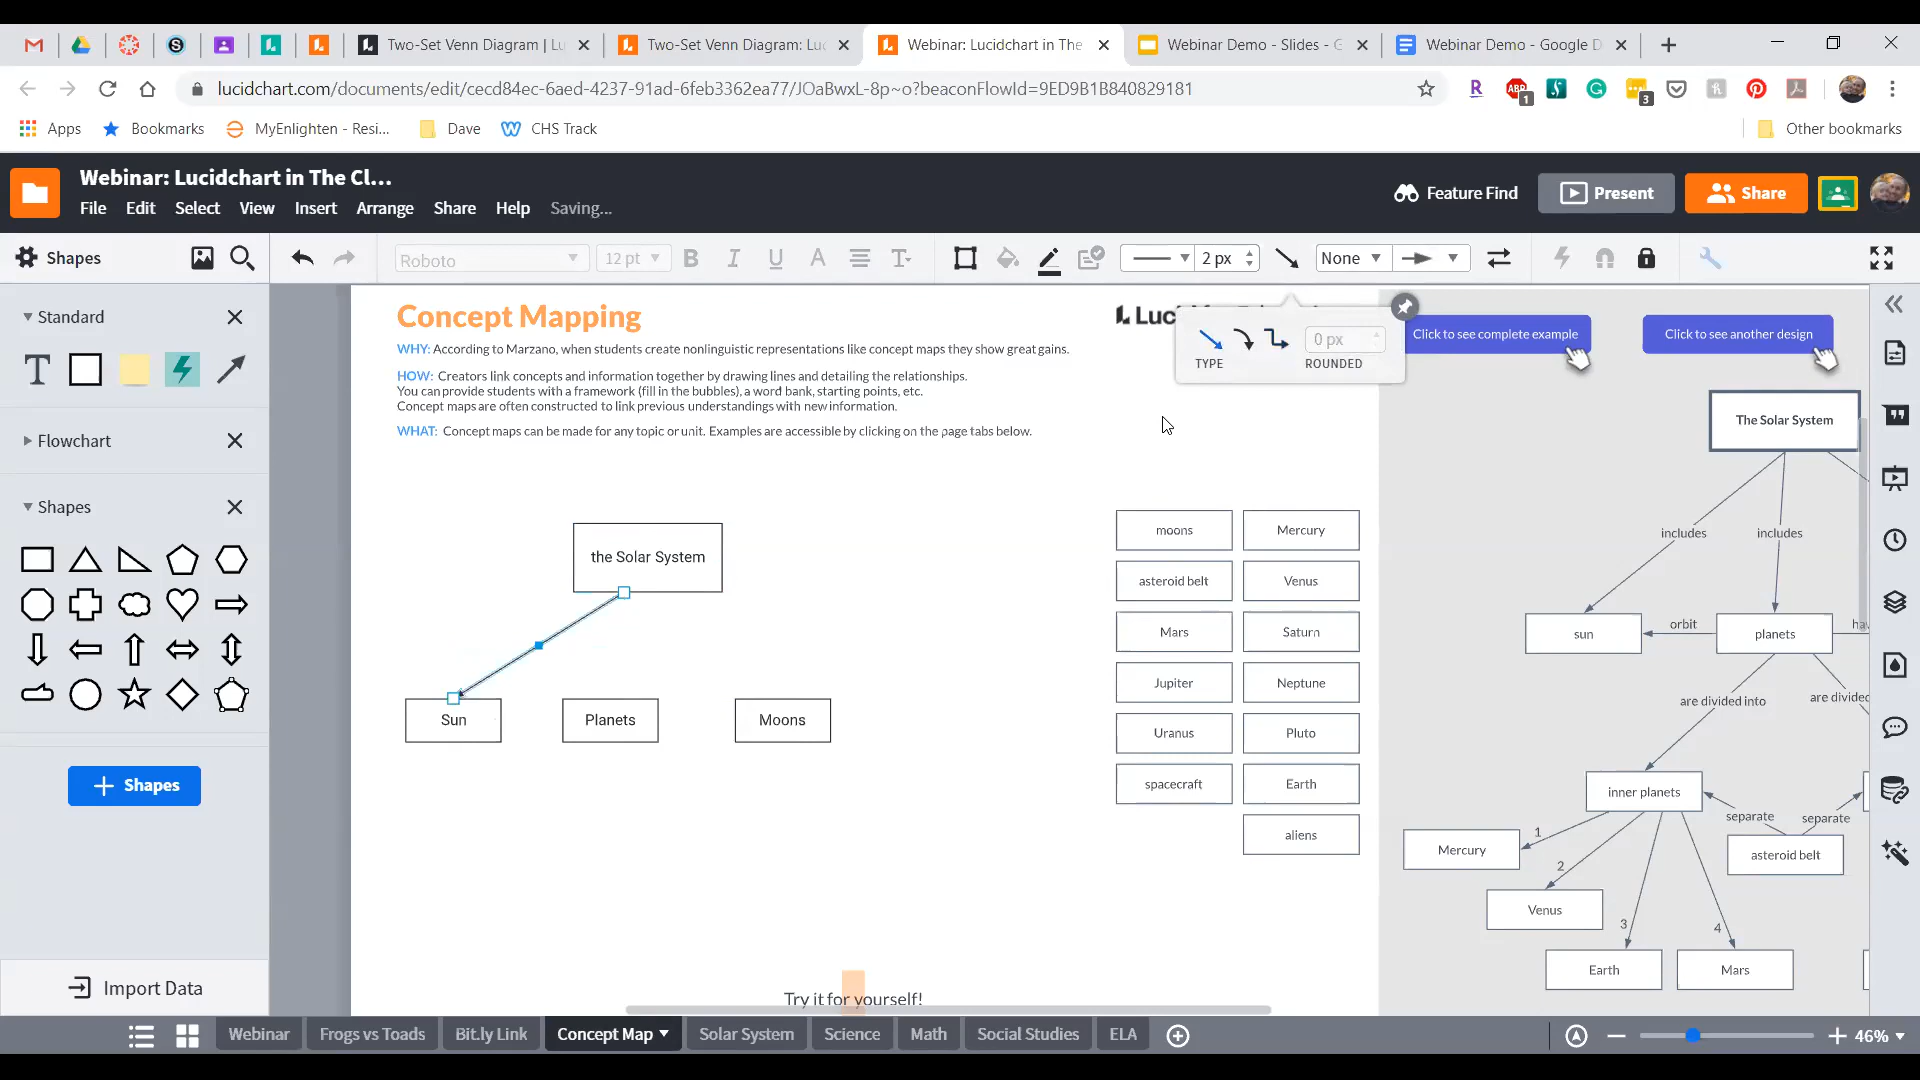 Two-Set Venn Diagram | Lu
Two-Set Venn Diagram: Luc
Webinar: Lucidchart in The
Webinar Demo - Slides - G
Webinar Demo - Google D
lucidchart.com/documents/edit/cecd84ec-6aed-4237-91ad-6feb3362ea77/JOaBwxL-8p~o?beaconFlowId=9ED9B1B840829181
Apps
Bookmarks
MyEnlighten - Resi...
Dave
CHS Track
Other bookmarks
Webinar: Lucidchart in The Cl...
File Edit Select View Insert Arrange Share Help Saving...
Feature Find
Present
Share
Shapes
Roboto
12 pt
B I U A T
2 px
None
Standard
T
Flowchart
Shapes
+ Shapes
Import Data
Concept Mapping
WHY: According to Marzano, when students create nonlinguistic representations like concept maps they show great gains.
HOW: Creators link concepts and information together by drawing lines and detailing the relationships.
You can provide students with a framework (fill in the bubbles), a word bank, starting points, etc.
Concept maps are often constructed to link previous understandings with new information.
WHAT: Concept maps can be made for any topic or unit. Examples are accessible by clicking on the page tabs below.
Luc
0 px
TYPE
ROUNDED
Click to see complete example
Click to see another design
the Solar System
Sun
Planets
Moons
moons
Mercury
asteroid belt
Venus
Mars
Saturn
Jupiter
Neptune
Uranus
Pluto
spacecraft
Earth
aliens
The Solar System
includes
includes
sun
orbit
planets
hav
are divided into
are divided
inner planets
separate
separate
asteroid belt
1
Mercury
2
Venus
3
4
Earth
Mars
Try it for yourself!
Webinar
Frogs vs Toads
Bit.ly Link
Concept Map
Solar System
Science
Math
Social Studies
ELA
46%